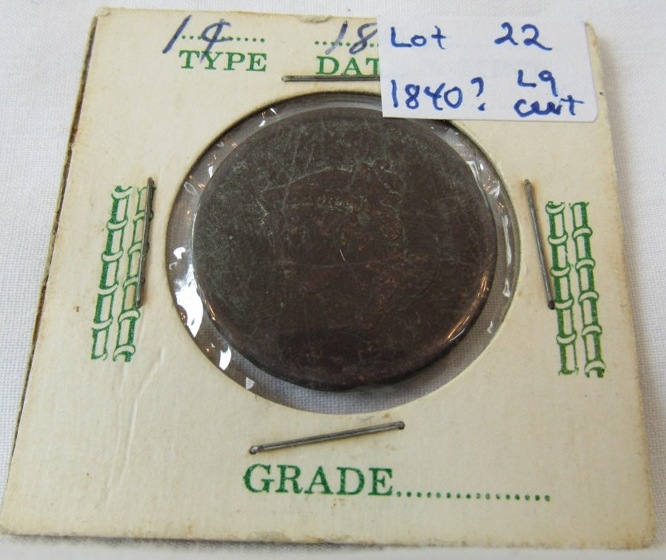 1¢ 18
TYPE DAT
Lot 22
1840? Lg cent
GRADE